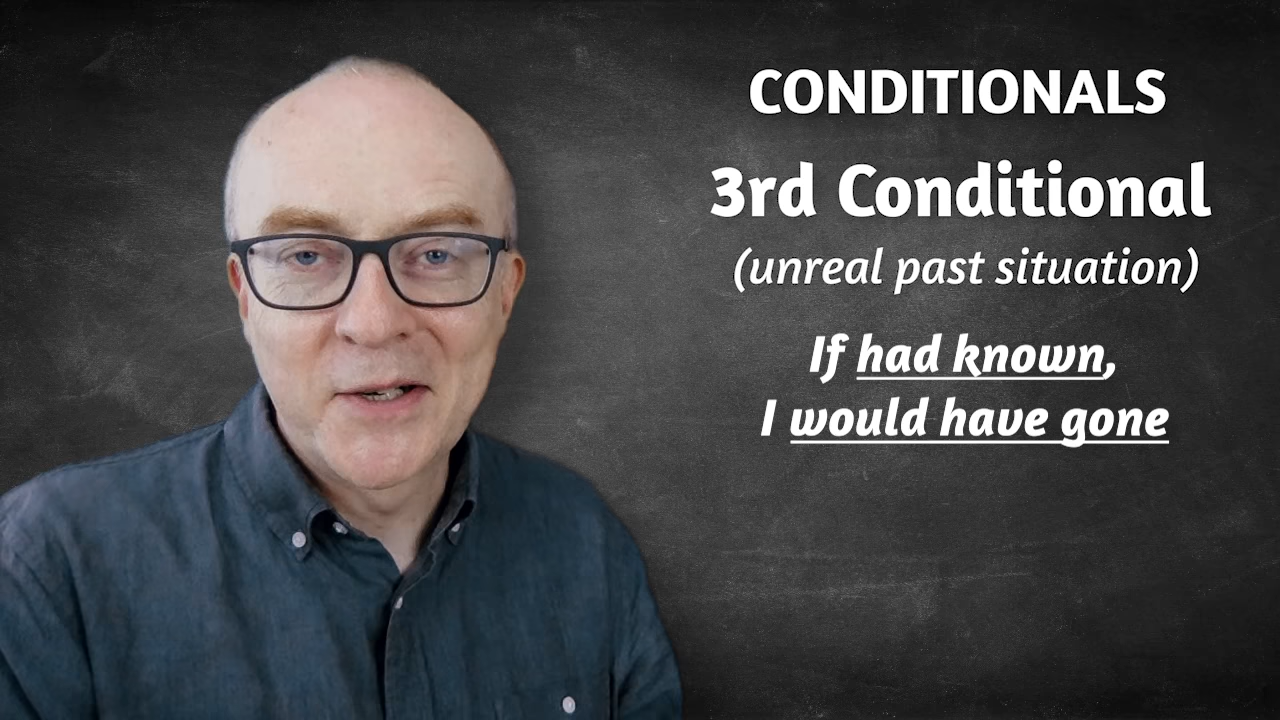 CONDITIONALS
3rd Conditional
(unreal past situation)
If had known,
I would have gone